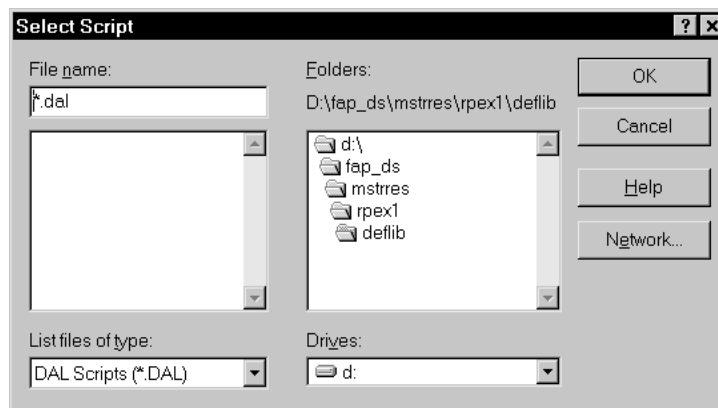 Select Script
? x
File name:
*.dal
Folders:
D:\fap_ds\mstrres\rpex1\deflib
d:\
fap_ds
mstrres
rpex1
deflib
OK
Cancel
Help
Network...
List files of type:
DAL Scripts (*.DAL)
Drives:
d: